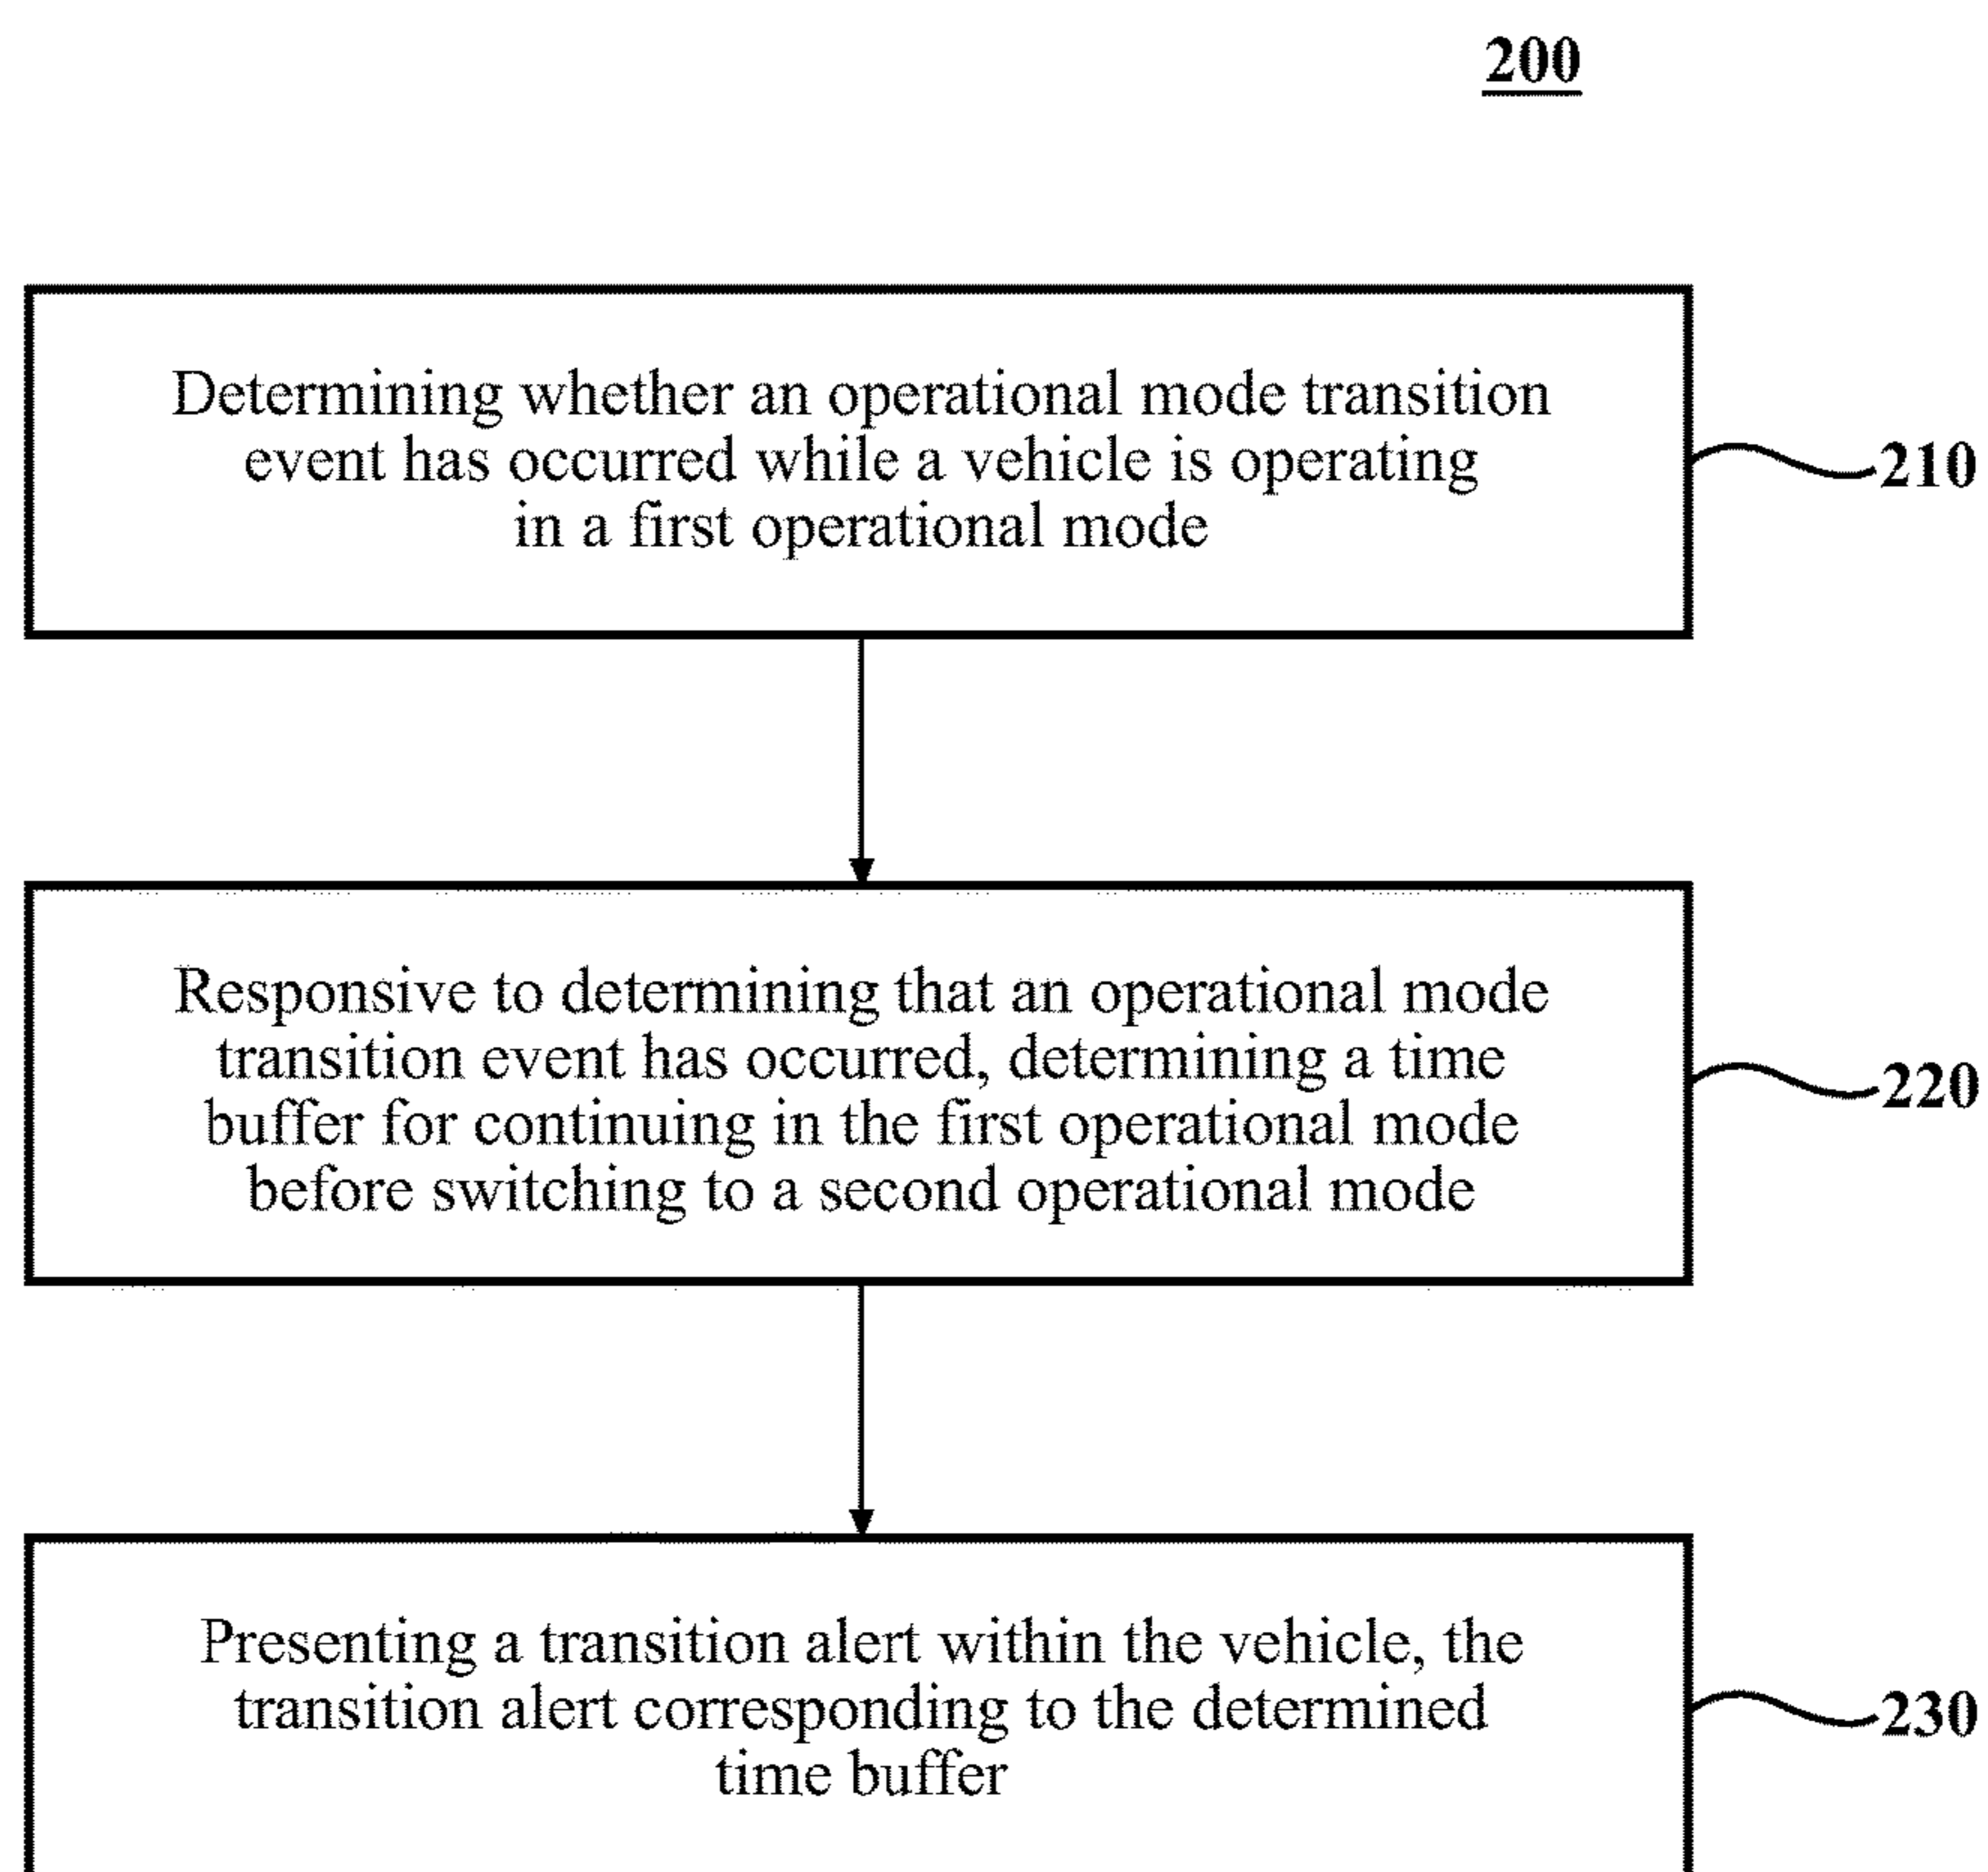 200
Determining whether an operational mode transition
event has occurred while a vehicle is operating
in a first operational mode
210
Responsive to determining that an operational mode
transition event has occurred, determining a time
buffer for continuing in the first operational mode
before switching to a second operational mode
220
Presenting a transition alert within the vehicle, the
transition alert corresponding to the determined
time buffer
230